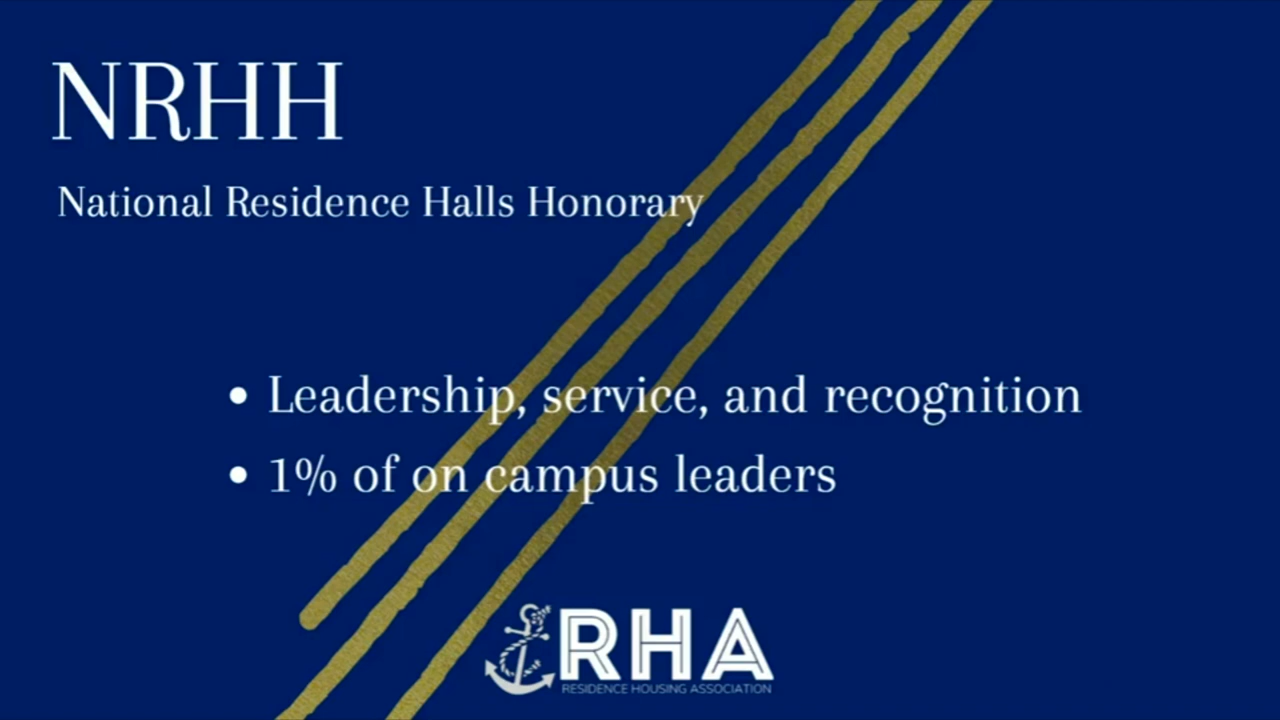 NRHH
National Residence Halls Honorary
• Leadership, service, and recognition
• 1% of on campus leaders
RHA
RESIDENCE HOUSING ASSOCIATION